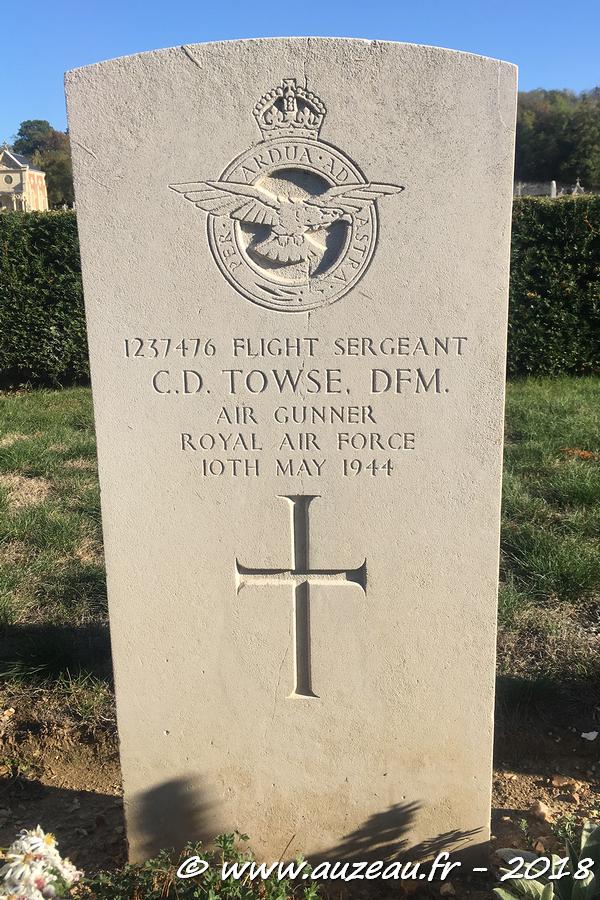 PER ARDUA AD ASTRA
1237476 FLIGHT SERGEANT
C.D. TOWSE, DFM.
AIR GUNNER
ROYAL AIR FORCE
10TH MAY 1944
© www.auzeau.fr - 2018